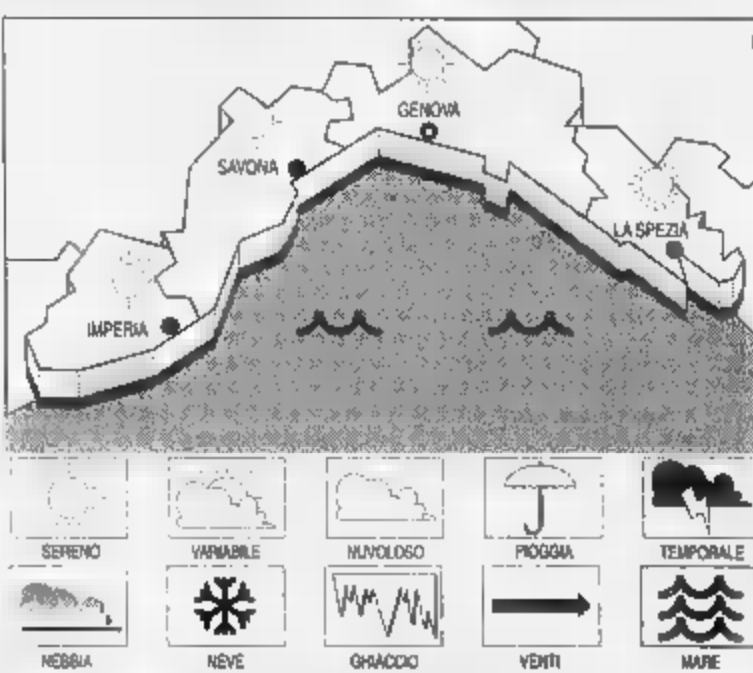 GENOVA
SAVONA
LA SPEZIA
IMPERIA
SERENO VARIABILE NUVOLOSO PIOGGIA TEMPORALE
NEBBIA NEVE GHIACCIO VENTI MARE